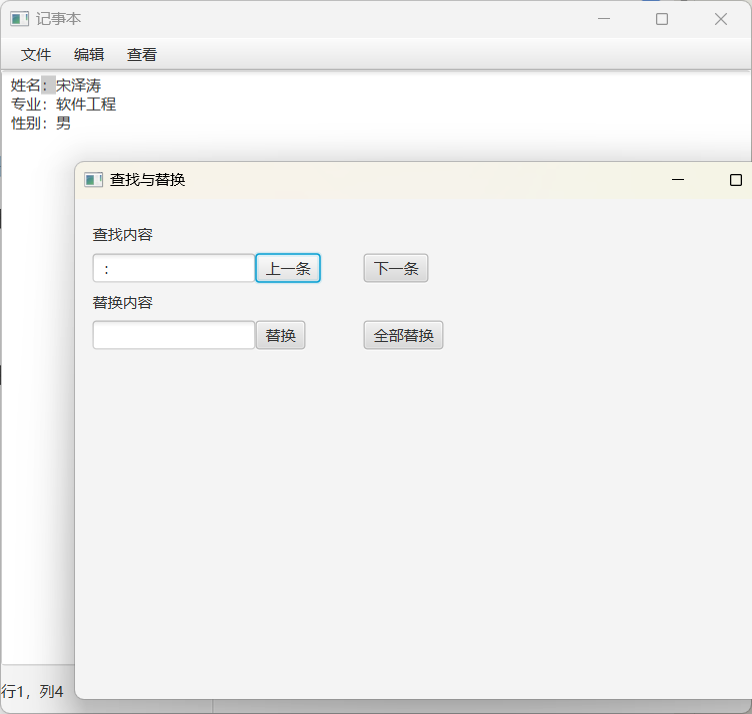 记事本
文件 编辑 查看
姓名：宋泽涛
专业：软件工程
性别：男
查找与替换
查找内容
： 上一条 下一条
替换内容
替换 全部替换
行1，列4